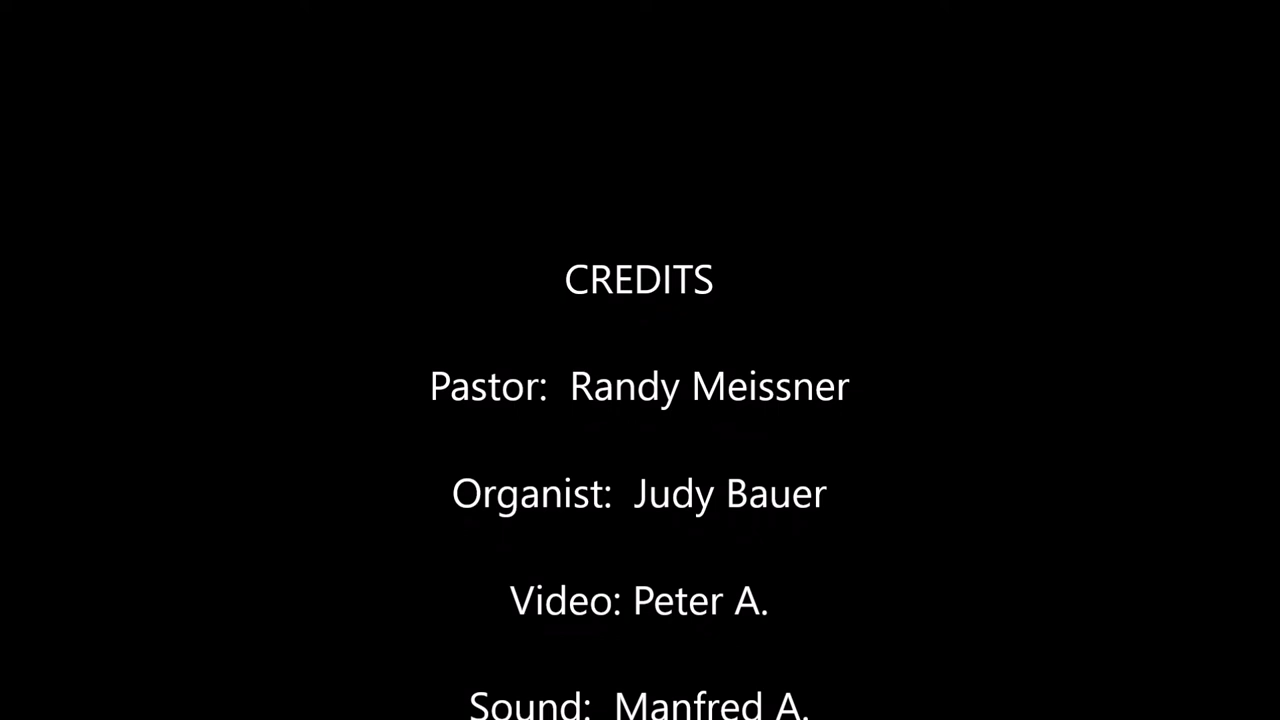 CREDITS
Pastor:  Randy Meissner
Organist:  Judy Bauer
Video: Peter A.
Sound:  Manfred A.